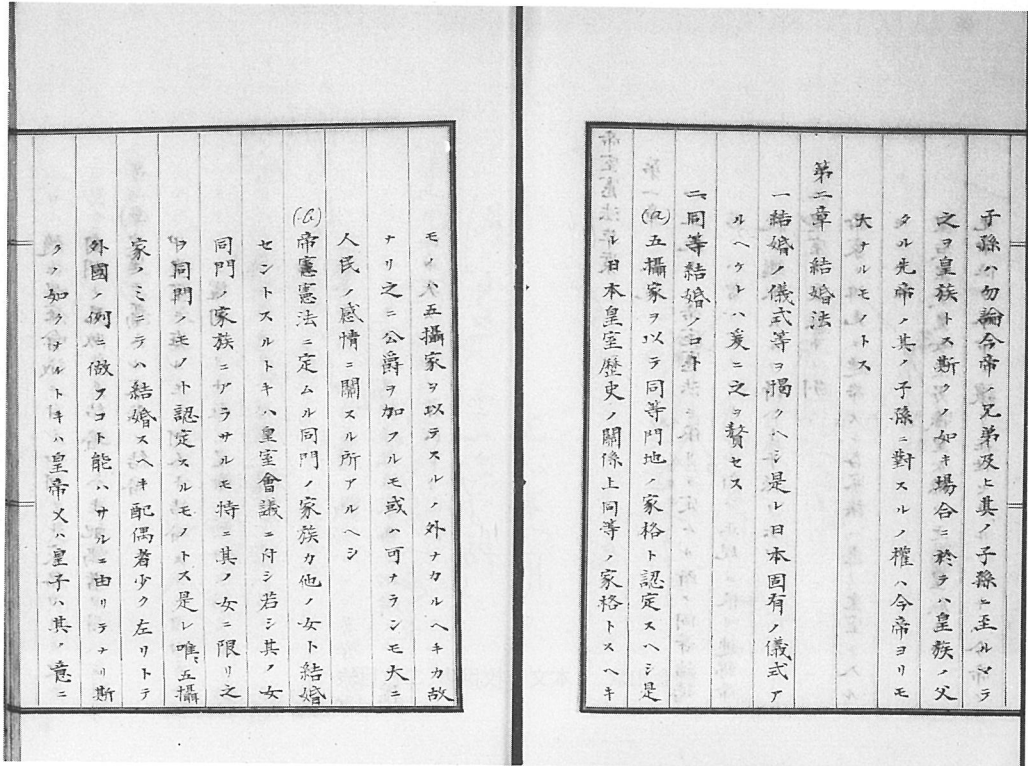 子孫ハ勿論今帝ノ兄弟及ヒ其ノ子孫ニ至ルマテ
之ヲ皇族トス斯クノ如キ場合ニ於テハ皇族ノ父
タル先帝ノ其ノ子孫ニ對スルノ權ハ今帝ヨリモ
大ナルモノトス
第二章 結婚法
一 結婚ノ儀式等ヲ掲クヘシ是レ日本固有ノ儀式ア
ルヘケレハ爰ニ之ヲ贅セス
二、同等結婚ノコト
(a) 五攝家ヲ以テ同等門地ノ家格ト認定スヘシ是
レ日本皇室歷史ノ關係上同等ノ家格トスヘキ
モノハ五攝家ヲ以テスルノ外ナカルヘキカ故
ナリ之ニ公爵ヲ加フルモ或ハ可ナランモ大ニ
人民ノ感情ニ關スル所アルヘシ
(b) 帝憲憲法ニ定ムル同門ノ家族カ他ノ女ト結婚
セントスルトキハ皇室會議ニ付シ若シ其ノ女
同門ノ家族ニアラサルモ特ニ其ノ女ニ限リ之
ヲ同門ノモノト認定スルモノトス是レ唯、五攝
家ノミニテハ結婚スヘキ配偶者少ク左リトテ
外國ノ例ニ倣フコト能ハサルニ由リテナリ斯
クノ如クナルトキハ皇帝又ハ皇子ハ其ノ意ニ